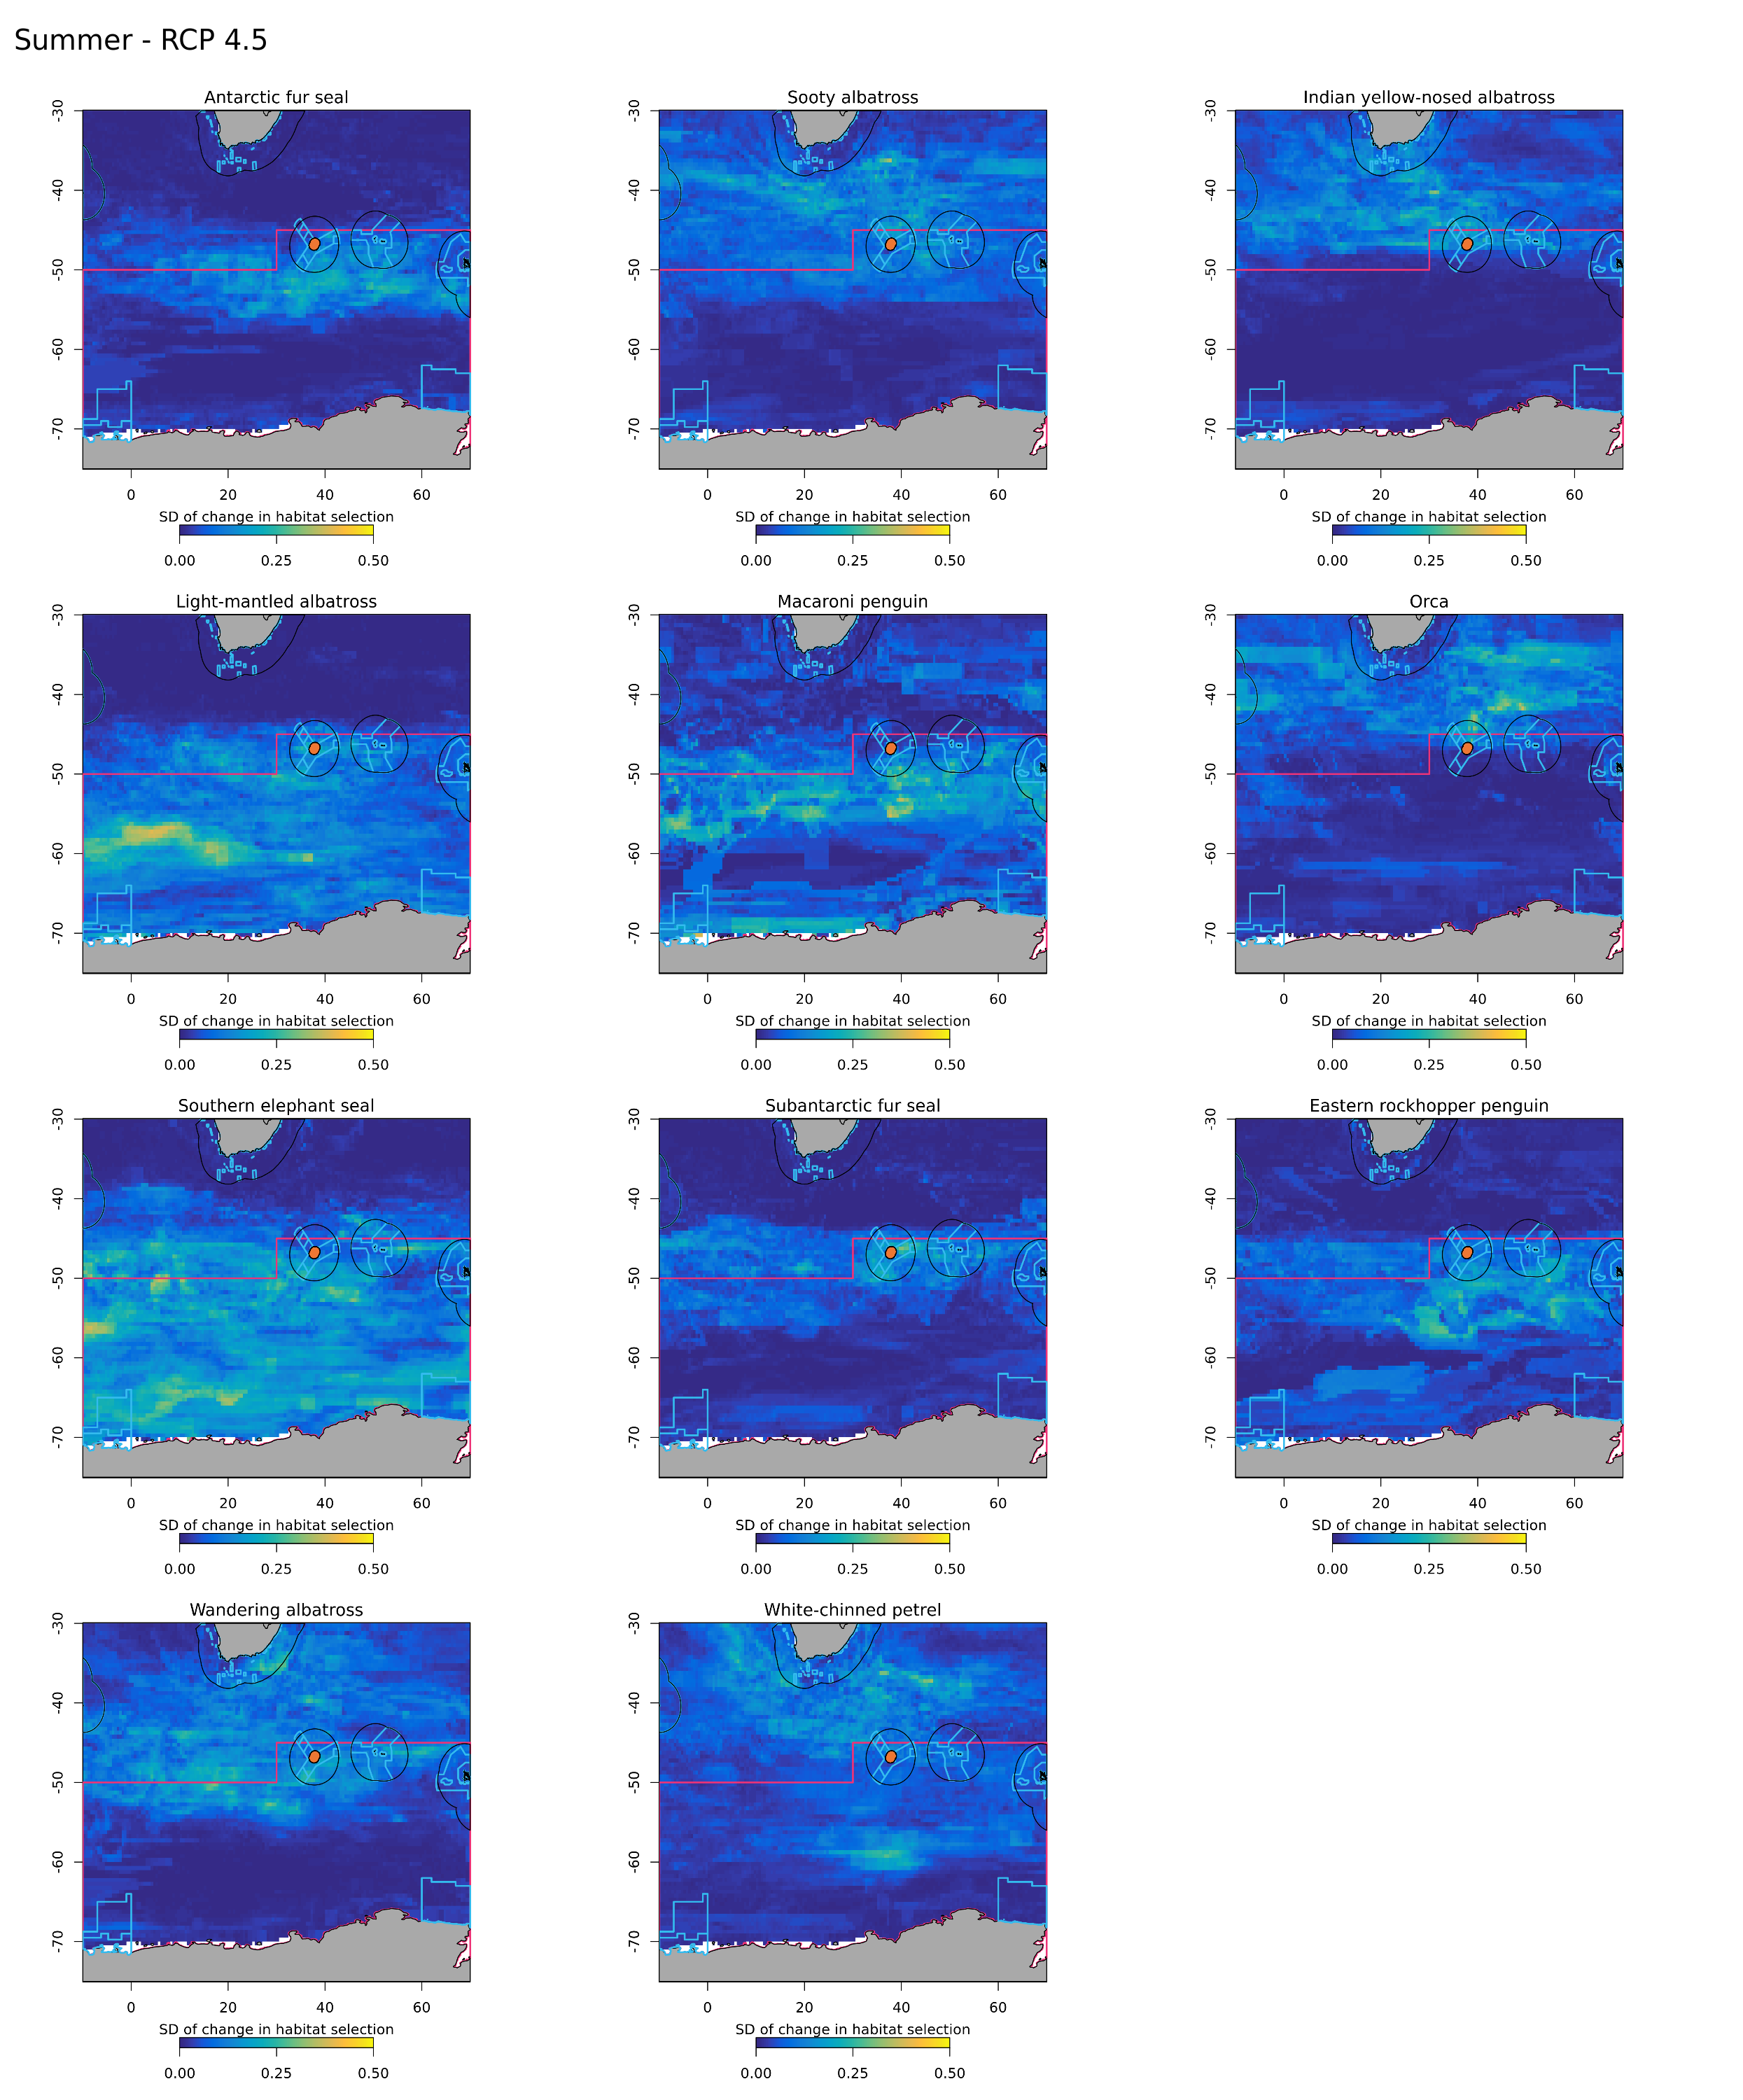 Summer - RCP 4.5
Antarctic fur seal
Sooty albatross
Indian yellow-nosed albatross
-30
-40
-50
-60
-70
-30
-40
-50
-60
-70
-30
-40
-50
-60
-70
0 20 40 60
0 20 40 60
0 20 40 60
SD of change in habitat selection
SD of change in habitat selection
SD of change in habitat selection
0.00 0.25 0.50
0.00 0.25 0.50
0.00 0.25 0.50
Light-mantled albatross
Macaroni penguin
Orca
-30
-40
-50
-60
-70
-30
-40
-50
-60
-70
-30
-40
-50
-60
-70
0 20 40 60
0 20 40 60
0 20 40 60
SD of change in habitat selection
SD of change in habitat selection
SD of change in habitat selection
0.00 0.25 0.50
0.00 0.25 0.50
0.00 0.25 0.50
Southern elephant seal
Subantarctic fur seal
Eastern rockhopper penguin
-30
-40
-50
-60
-70
-30
-40
-50
-60
-70
-30
-40
-50
-60
-70
0 20 40 60
0 20 40 60
0 20 40 60
SD of change in habitat selection
SD of change in habitat selection
SD of change in habitat selection
0.00 0.25 0.50
0.00 0.25 0.50
0.00 0.25 0.50
Wandering albatross
White-chinned petrel
-30
-40
-50
-60
-70
-30
-40
-50
-60
-70
0 20 40 60
0 20 40 60
SD of change in habitat selection
SD of change in habitat selection
0.00 0.25 0.50
0.00 0.25 0.50